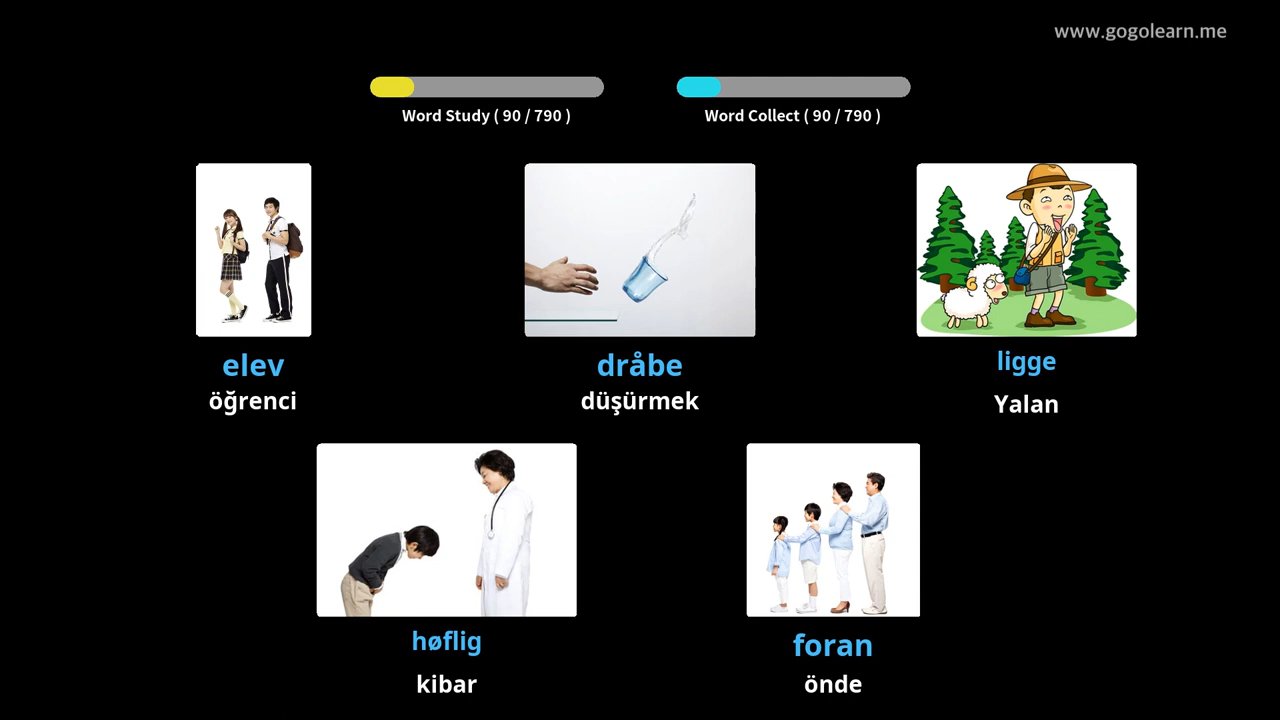 www.gogolearn.me
Word Study ( 90 / 790 )
Word Collect ( 90 / 790 )
elev
öğrenci
dråbe
düşürmek
ligge
Yalan
høflig
kibar
foran
önde